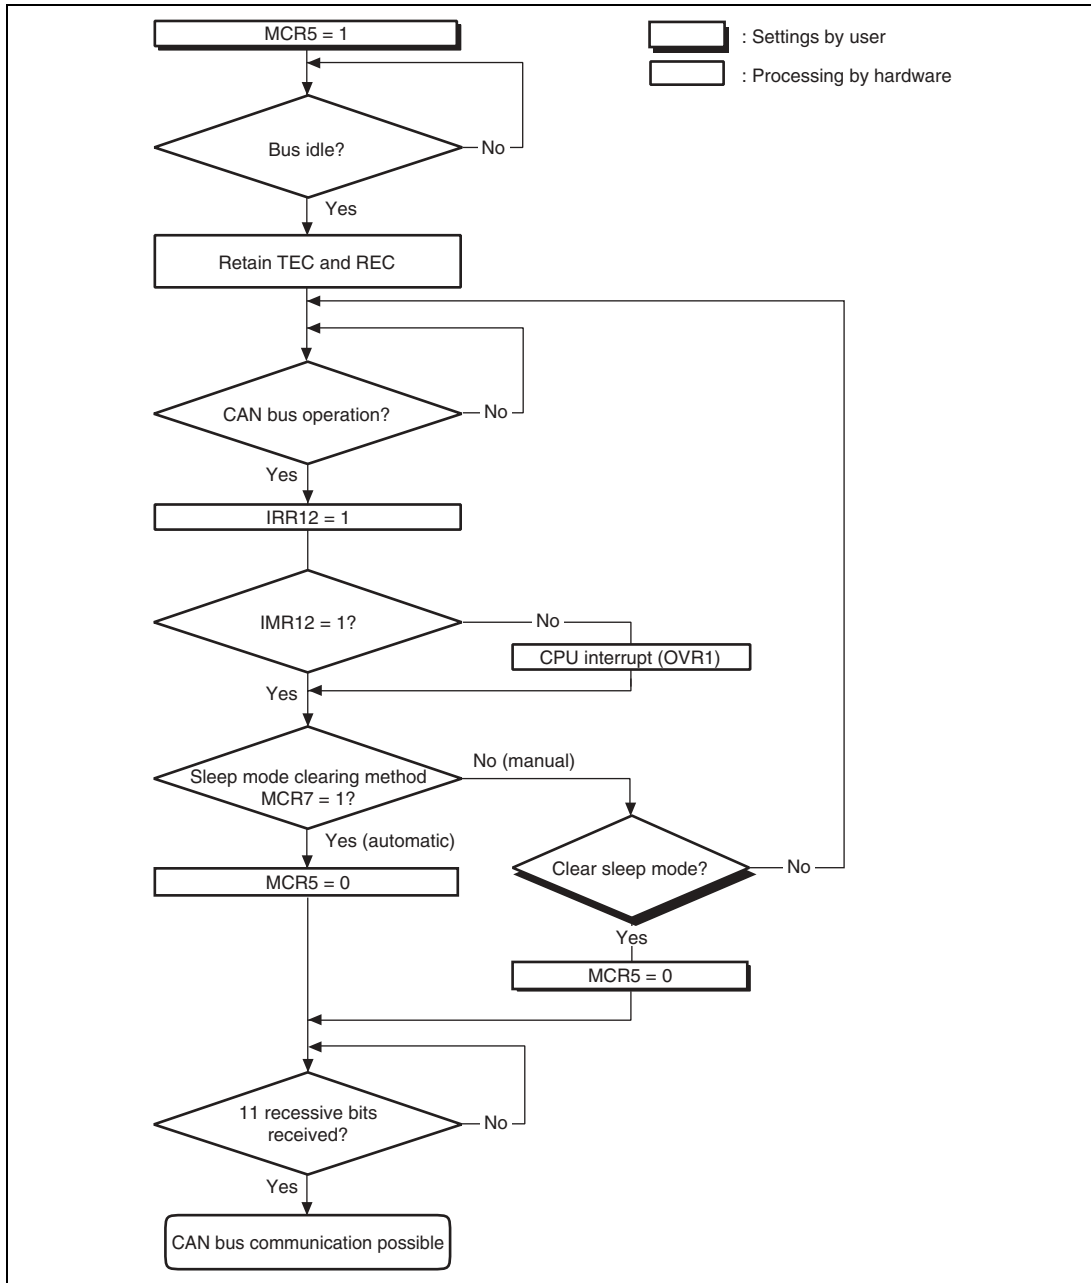 MCR5 = 1
: Settings by user
: Processing by hardware
Bus idle?
No
Yes
Retain TEC and REC
CAN bus operation?
No
Yes
IRR12 = 1
IMR12 = 1?
No
CPU interrupt (OVR1)
Yes
Sleep mode clearing method
MCR7 = 1?
No (manual)
Yes (automatic)
Clear sleep mode?
No
MCR5 = 0
Yes
MCR5 = 0
11 recessive bits
received?
No
Yes
CAN bus communication possible